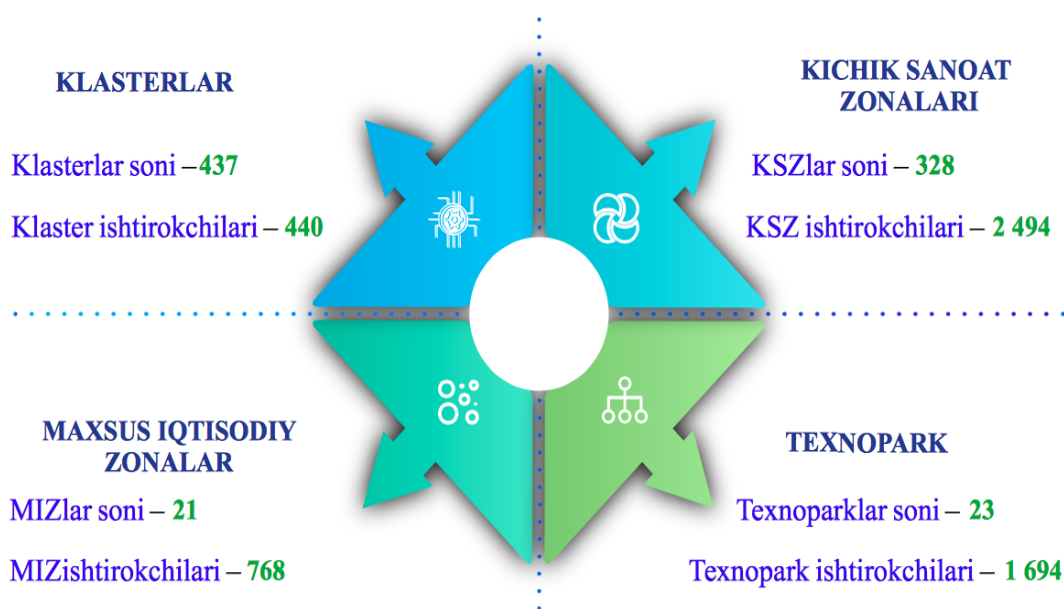 KLASTERLAR
Klasterlar soni –437
Klaster ishtirokchilari – 440
KICHIK SANOAT
ZONALARI
KSZlar soni – 328
KSZ ishtirokchilari – 2 494
MAXSUS IQTISODIY
ZONALAR
MIZlar soni – 21
MIZishtirokchilari – 768
TEXNOPARK
Texnoparklar soni – 23
Texnopark ishtirokchilari – 1 694